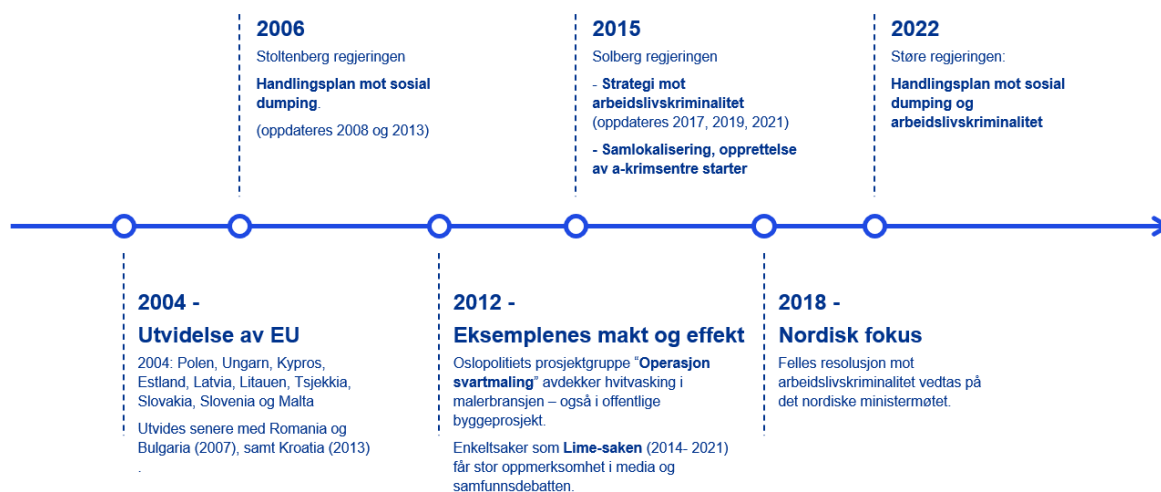 2006
Stoltenberg regjeringen
Handlingsplan mot sosial
dumping.
(oppdateres 2008 og 2013)
2015
Solberg regjeringen
- Strategi mot
arbeidslivskriminalitet
(oppdateres 2017, 2019, 2021)
- Samlokalisering, opprettelse
av a-krimsentre starter
2022
Støre regjeringen:
Handlingsplan mot sosial
dumping og
arbeidslivskriminalitet
2004 -
Utvidelse av EU
2004: Polen, Ungarn, Kypros,
Estland, Latvia, Litauen, Tsjekkia,
Slovakia, Slovenia og Malta
Utvides senere med Romania og
Bulgaria (2007), samt Kroatia (2013)
.
2012 -
Eksemplenes makt og effekt
Oslopolitiets prosjektgruppe “Operasjon
svartmaling” avdekker hvitvasking i
malerbransjen – også i offentlige
byggeprosjekt.
Enkeltsaker som Lime-saken (2014- 2021)
får stor oppmerksomhet i media og
samfunnsdebatten.
2018 -
Nordisk fokus
Felles resolusjon mot
arbeidslivskriminalitet vedtas på
det nordiske ministermøtet.